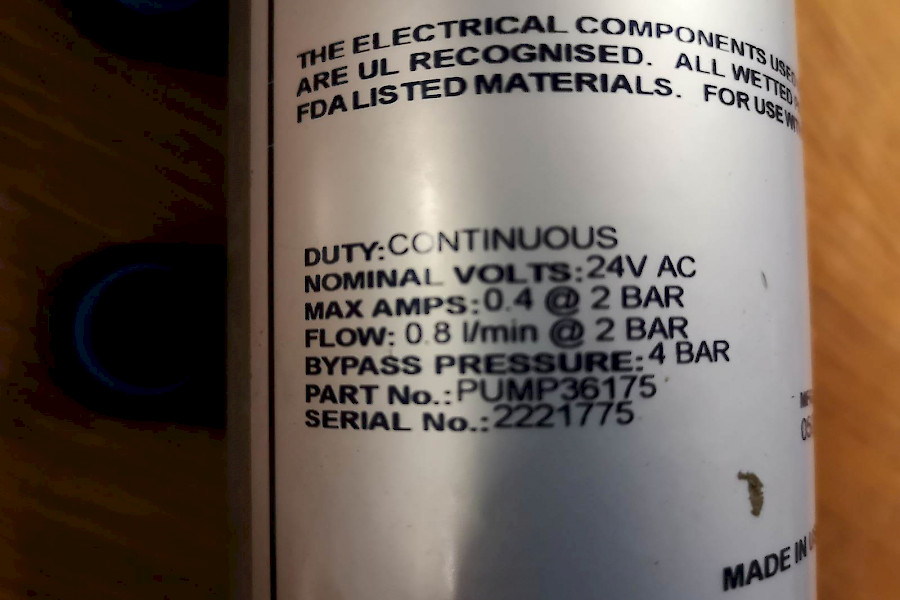 THE ELECTRICAL COMPONENTS USED
ARE UL RECOGNISED. ALL WETTED
FDA LISTED MATERIALS. FOR USE
DUTY: CONTINUOUS
NOMINAL VOLTS: 24V AC
MAX AMPS: 0.4 @ 2 BAR
FLOW: 0.8 l/min @ 2 BAR
BYPASS PRESSURE: 4 BAR
PART No.: PUMP36175
SERIAL No.: 2221775
MADE IN